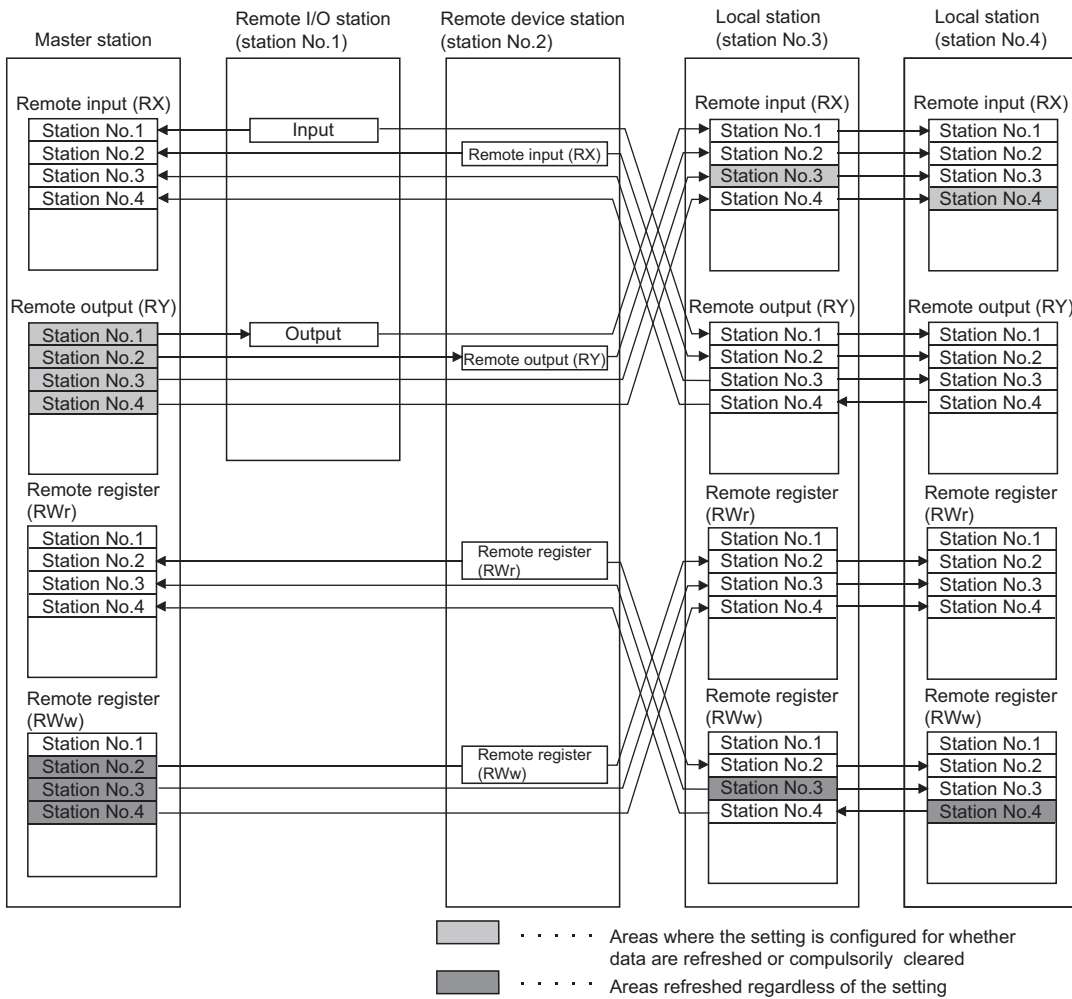 Master station
Remote I/O station
(station No.1)
Remote device station
(station No.2)
Local station
(station No.3)
Local station
(station No.4)
Remote input (RX)
Station No.1
Station No.2
Station No.3
Station No.4
Input
Remote input (RX)
Remote input (RX)
Station No.1
Station No.2
Station No.3
Station No.4
Remote input (RX)
Station No.1
Station No.2
Station No.3
Station No.4
Remote output (RY)
Station No.1
Station No.2
Station No.3
Station No.4
Output
Remote output (RY)
Remote output (RY)
Station No.1
Station No.2
Station No.3
Station No.4
Remote output (RY)
Station No.1
Station No.2
Station No.3
Station No.4
Remote register
(RWr)
Station No.1
Station No.2
Station No.3
Station No.4
Remote register
(RWr)
Remote register
(RWr)
Station No.1
Station No.2
Station No.3
Station No.4
Remote register
(RWr)
Station No.1
Station No.2
Station No.3
Station No.4
Remote register
(RWw)
Station No.1
Station No.2
Station No.3
Station No.4
Remote register
(RWw)
Remote register
(RWw)
Station No.1
Station No.2
Station No.3
Station No.4
Remote register
(RWw)
Station No.1
Station No.2
Station No.3
Station No.4
· · · · · Areas where the setting is configured for whether
data are refreshed or compulsorily cleared
· · · · · Areas refreshed regardless of the setting